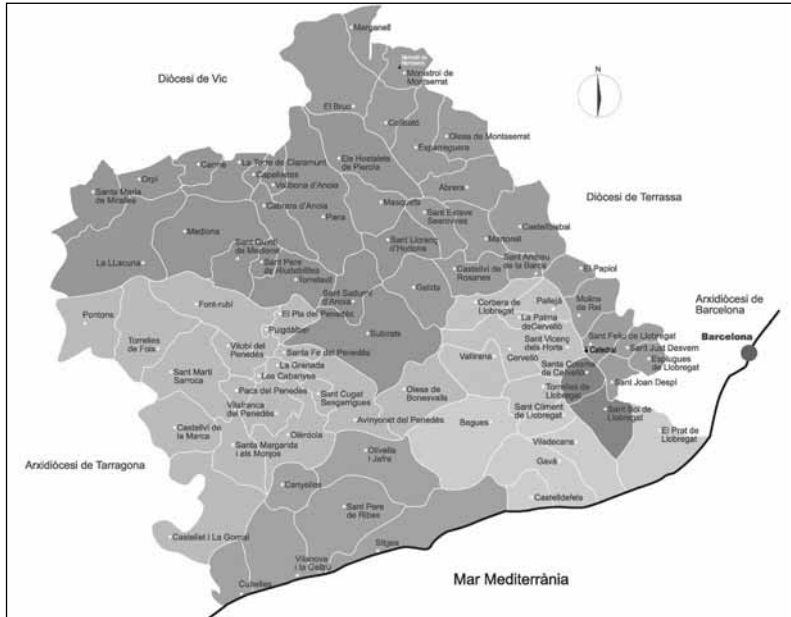 Marganell
Monistrol de
Montserrat
Diòcesi de Vic
N
El Bruc
Collbató
Olesa de Montserrat
Esparreguera
Carme
La Torre de Claramunt
Els Hostalets
de Pierola
Orpí
Capellades
Vallbona d'Anoia
Abrera
Santa Maria
de Miralles
Diòcesi de Terrassa
Cabrera d'Anoia
Masquefa
Piera
Sant Esteve
Sesrovires
Castellbisbal
Mediona
Sant Quintí
de Mediona
Sant Llorenç
d'Hortons
Martorell
Sant Andreu
de la Barca
La LLacuna
Sant Pere
de Riudebitlles
Castellví de
Rosanes
El Papiol
Torrelavit
Gelida
Sant Sadurní
d'Anoia
Corbera de
Llobregat
Pallejà
Molins
de Rei
Arxidiòcesi de
Barcelona
Pontons
Font-rubí
El Pla del Penedès
La Palma
deCervelló
Puigdàlber
Subirats
Sant Feliu de Llobregat
Barcelona
Torrelles
de Foix
Vilobí del
Penedès
Sant Vicenç
dels Horts
Catedral
Sant Just Desvern
Santa Fe del Penedès
Vallirana
Cervelló
Esplugues
de Llobregat
La Granada
Santa Coloma
de Cervelló
Sant Martí
Sarroca
Les Cabanyes
Sant Joan Despí
Pacs del Penedès
Sant Cugat
Sesgarrigues
Olesa de
Bonesvalls
Torrelles de
Llobregat
Vilafranca
del Penedès
Sant Climent
de Llobregat
Sant Boi de
Llobregat
Avinyonet del Penedès
Begues
Castellví de
la Marca
El Prat de
Llobregat
Olèrdola
Santa Margarida
i els Monjos
Viladecans
Olivella
i Jafre
Arxidiòcesi de Tarragona
Gavà
Canyelles
Castelldefels
Sant Pere
de Ribes
Castellet i La Gornal
Sitges
Vilanova
i la Geltrú
Cubelles
Mar Mediterrània